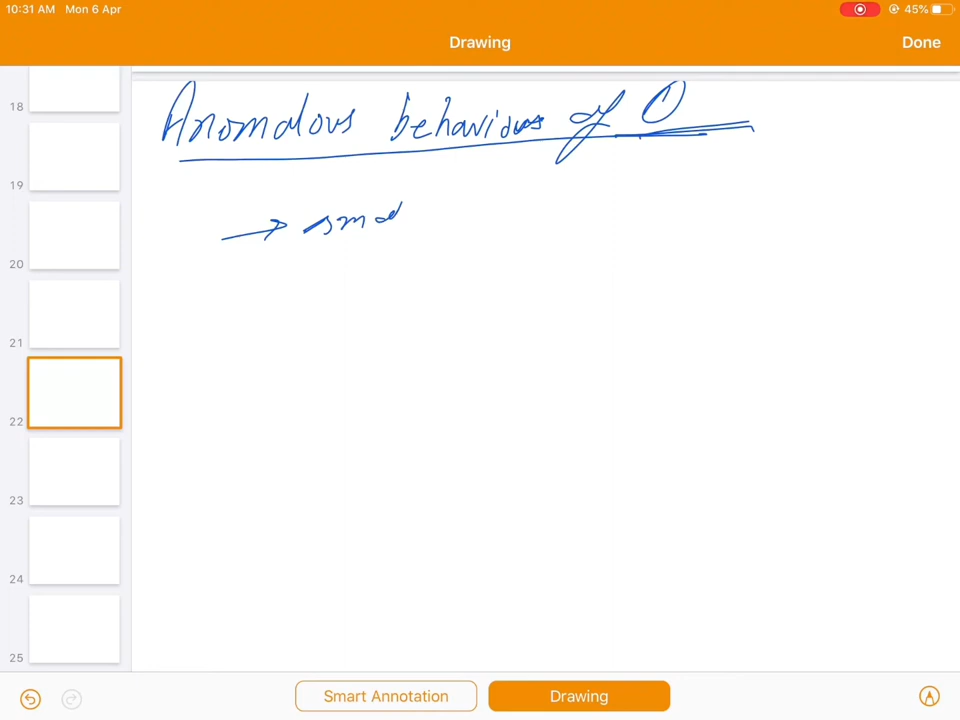 10:31 AM Mon 6 Apr
45%
Drawing
Done
Anomalous behaviour of O
→ sma
18
19
20
21
22
23
24
25
Smart Annotation
Drawing